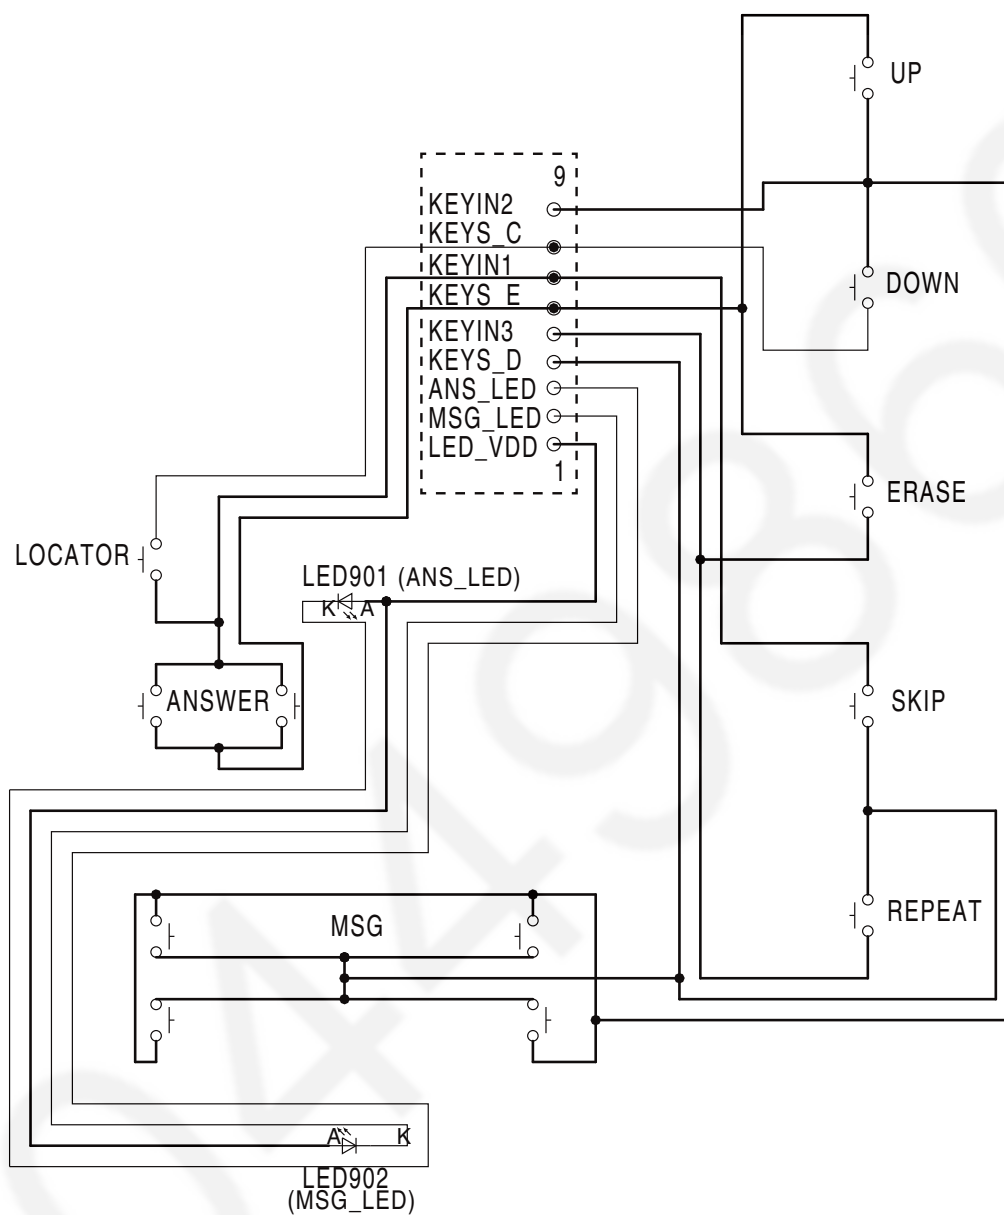 UP
9
KEYIN2
KEYS_C
KEYIN1
KEYS_E
KEYIN3
KEYS_D
ANS_LED
MSG_LED
LED_VDD
1
DOWN
ERASE
LOCATOR
LED901 (ANS_LED)
K A
ANSWER
SKIP
MSG
REPEAT
A K
LED902
(MSG_LED)